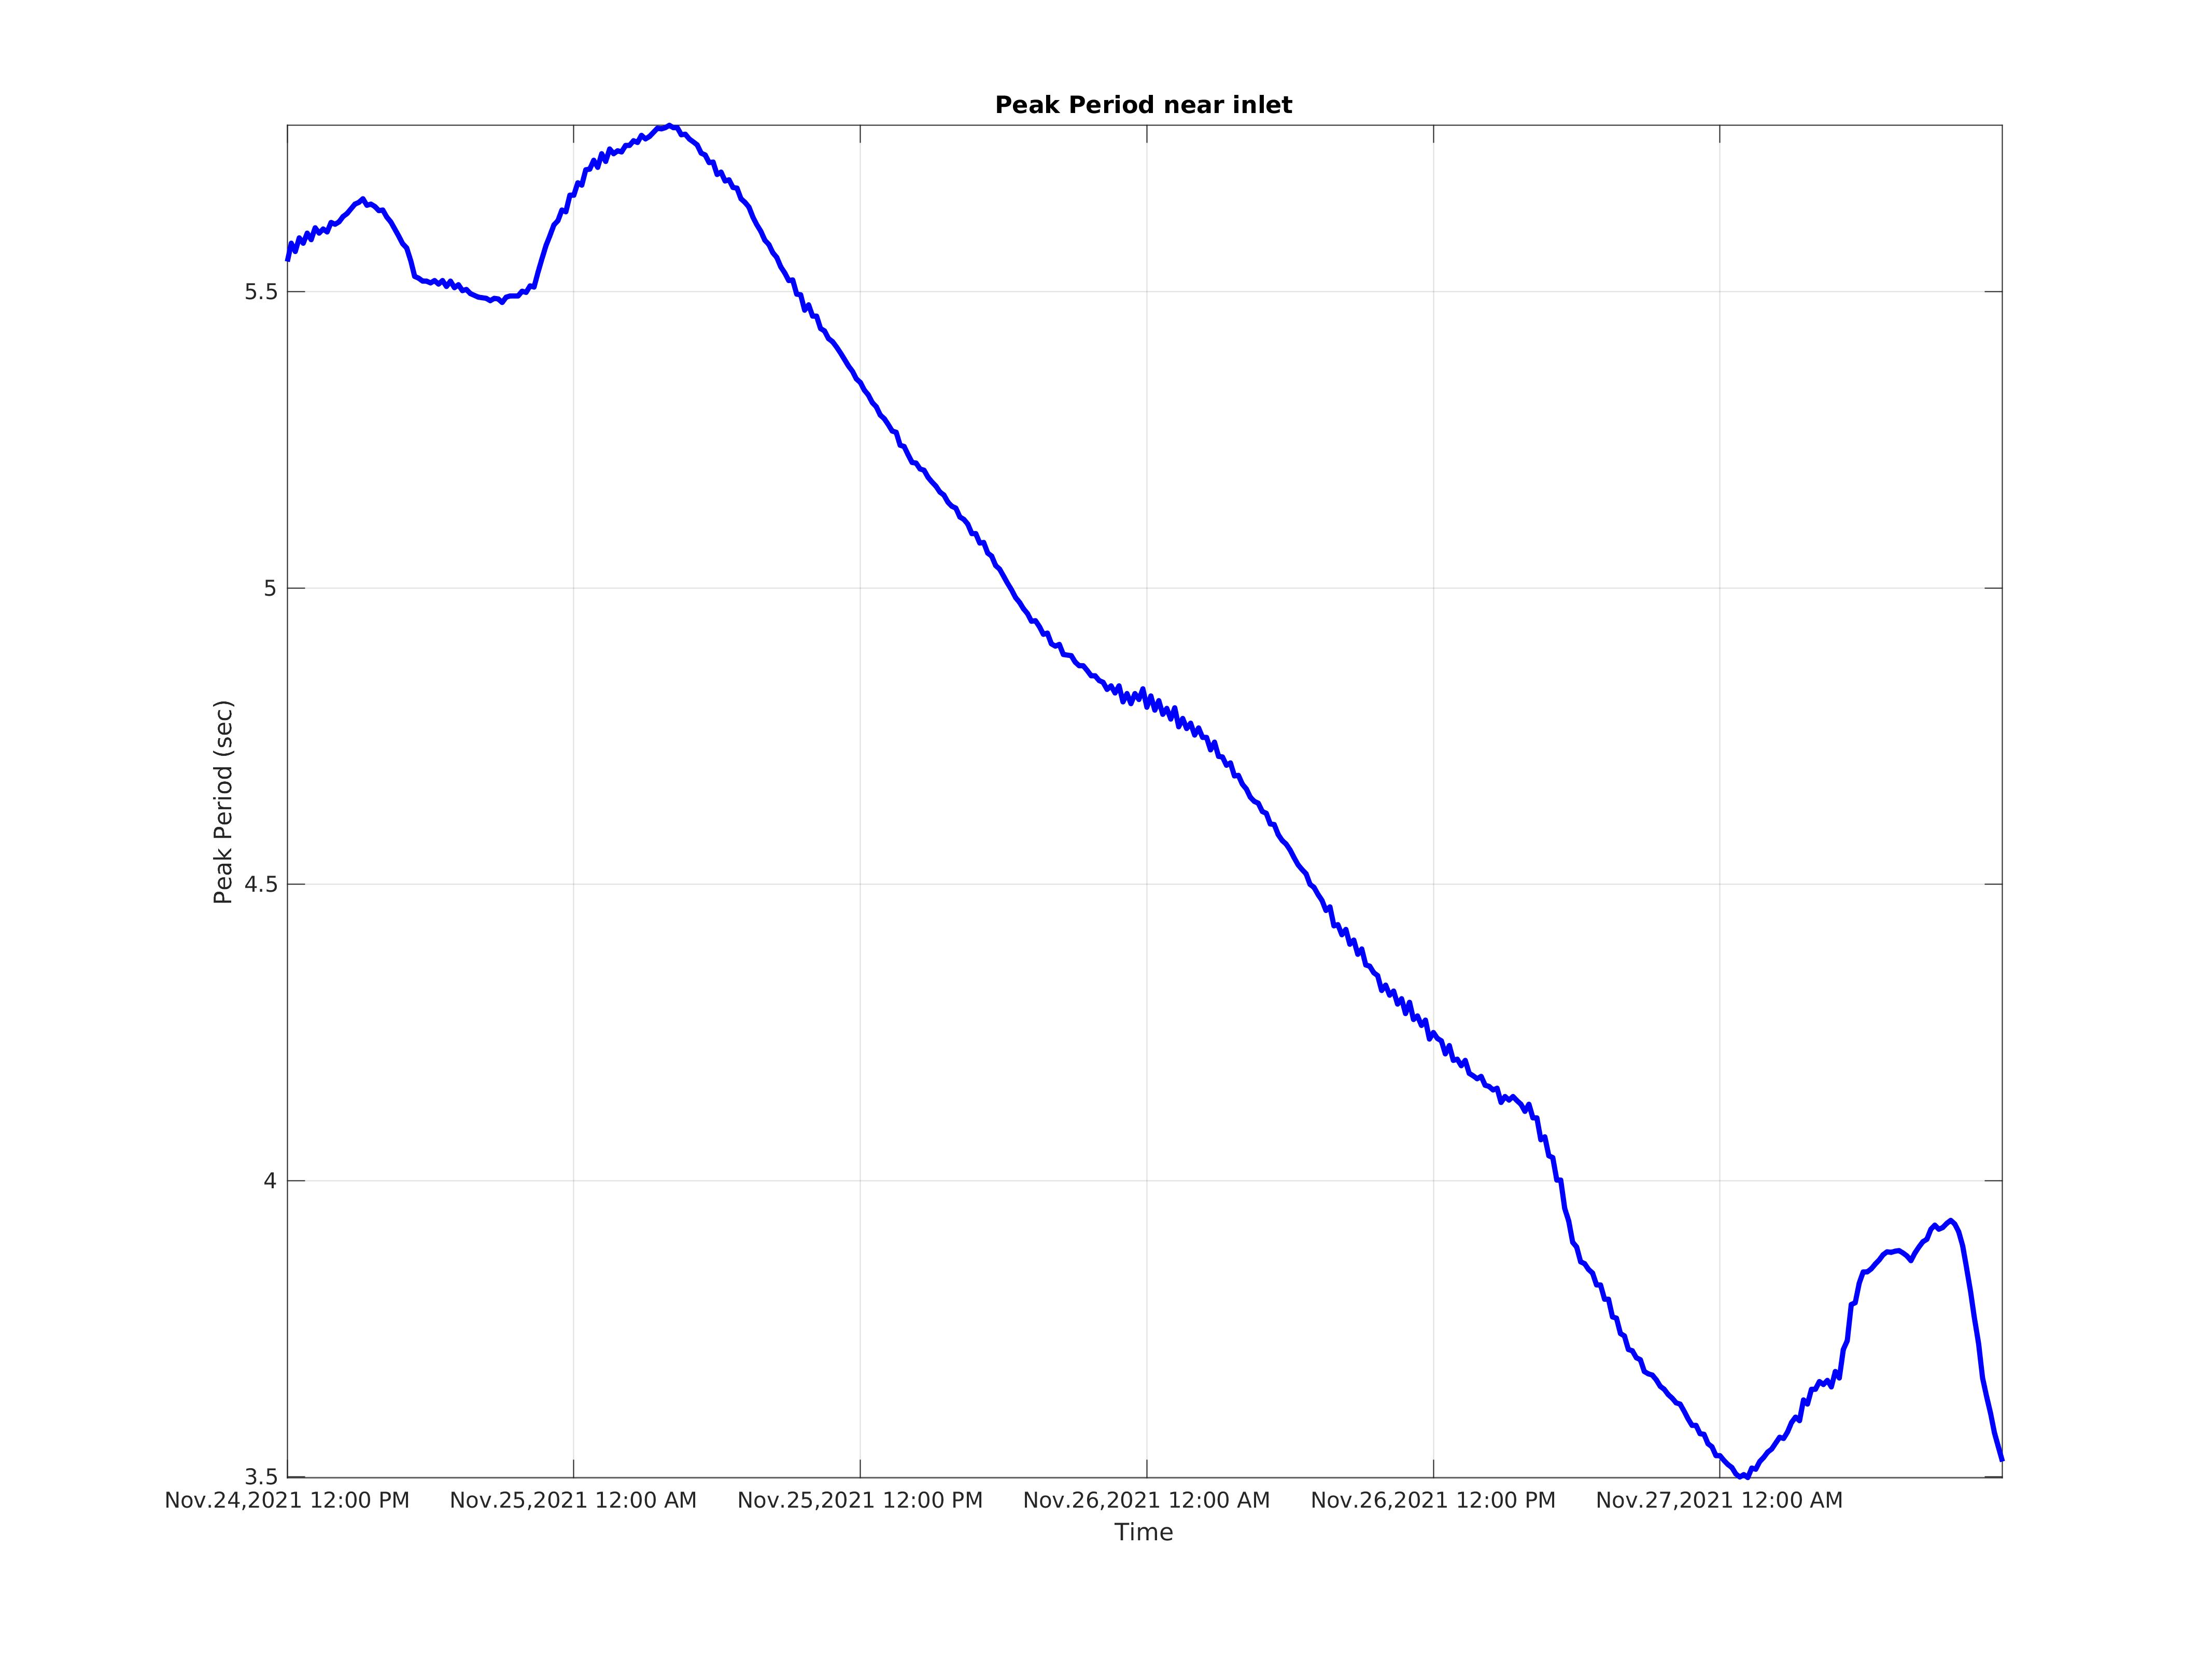 Peak Period near inlet
Peak Period (sec)
5.5
5
4.5
4
3.5
Nov.24,2021 12:00 PM
Nov.25,2021 12:00 AM
Nov.25,2021 12:00 PM
Nov.26,2021 12:00 AM
Nov.26,2021 12:00 PM
Nov.27,2021 12:00 AM
Time